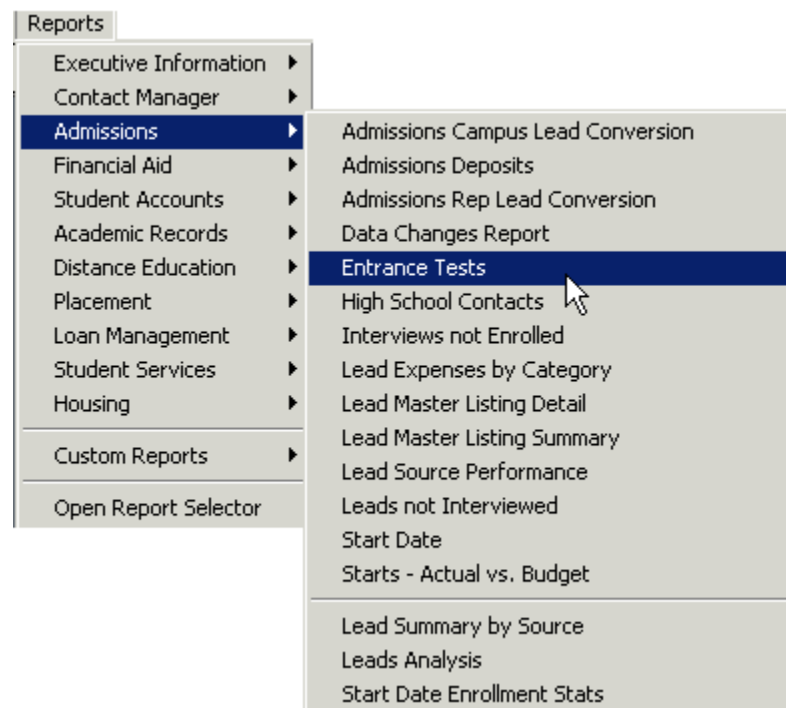 Reports
Executive Information
Contact Manager
Admissions
Financial Aid
Student Accounts
Academic Records
Distance Education
Placement
Loan Management
Student Services
Housing
Custom Reports
Open Report Selector
Admissions Campus Lead Conversion
Admissions Deposits
Admissions Rep Lead Conversion
Data Changes Report
Entrance Tests
High School Contacts
Interviews not Enrolled
Lead Expenses by Category
Lead Master Listing Detail
Lead Master Listing Summary
Lead Source Performance
Leads not Interviewed
Start Date
Starts - Actual vs. Budget
Lead Summary by Source
Leads Analysis
Start Date Enrollment Stats